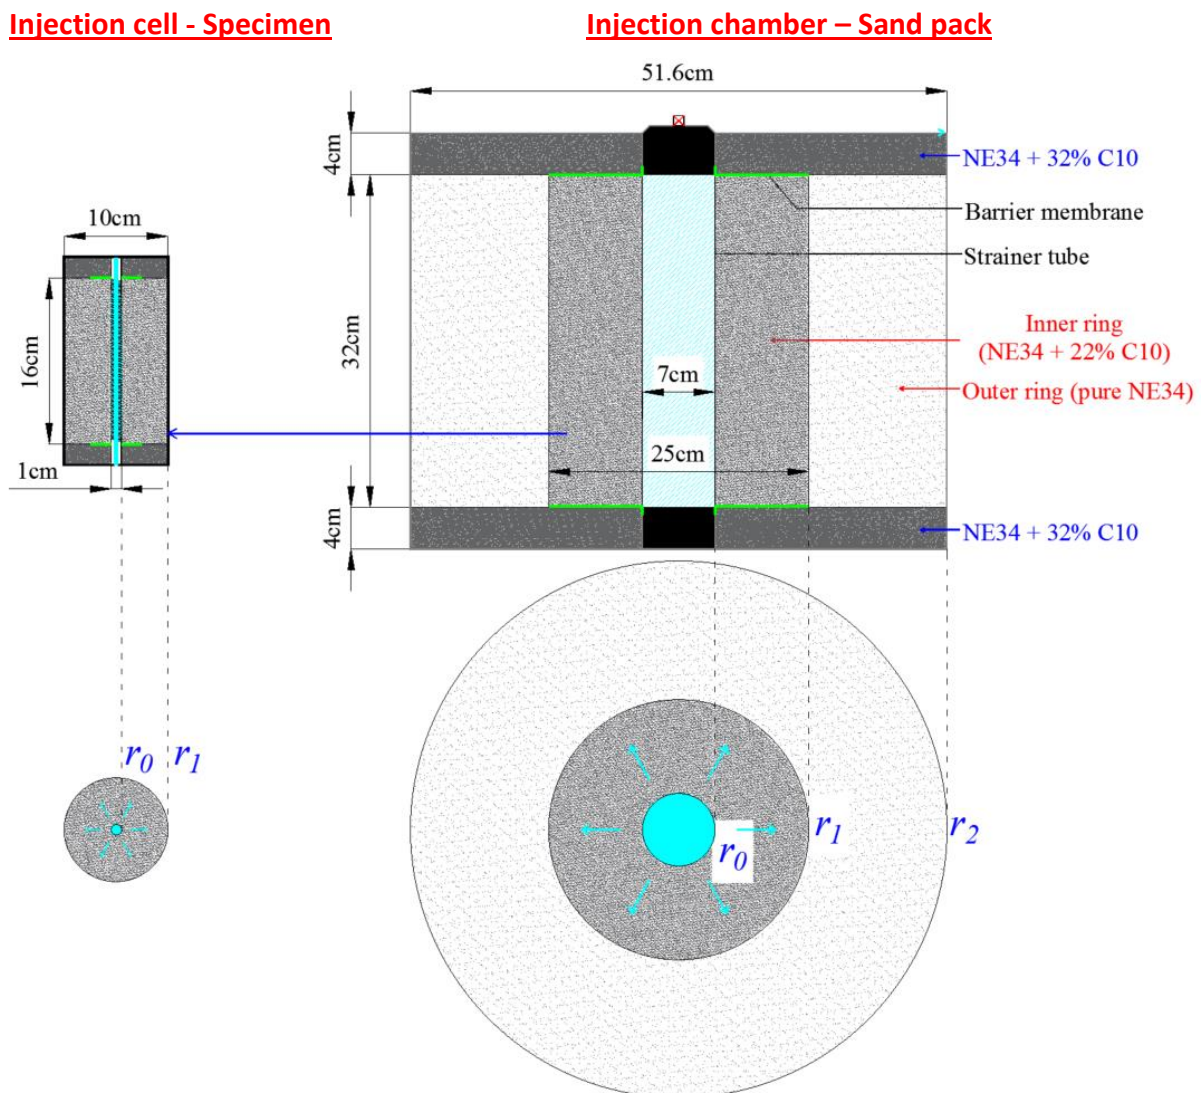 Injection cell - Specimen
Injection chamber – Sand pack
51.6cm
4cm
NE34 + 32% C10
Barrier membrane
Strainer tube
10cm
16cm
32cm
Inner ring
(NE34 + 22% C10)
7cm
Outer ring (pure NE34)
25cm
1cm
4cm
NE34 + 32% C10
r0
r1
r0
r1
r2